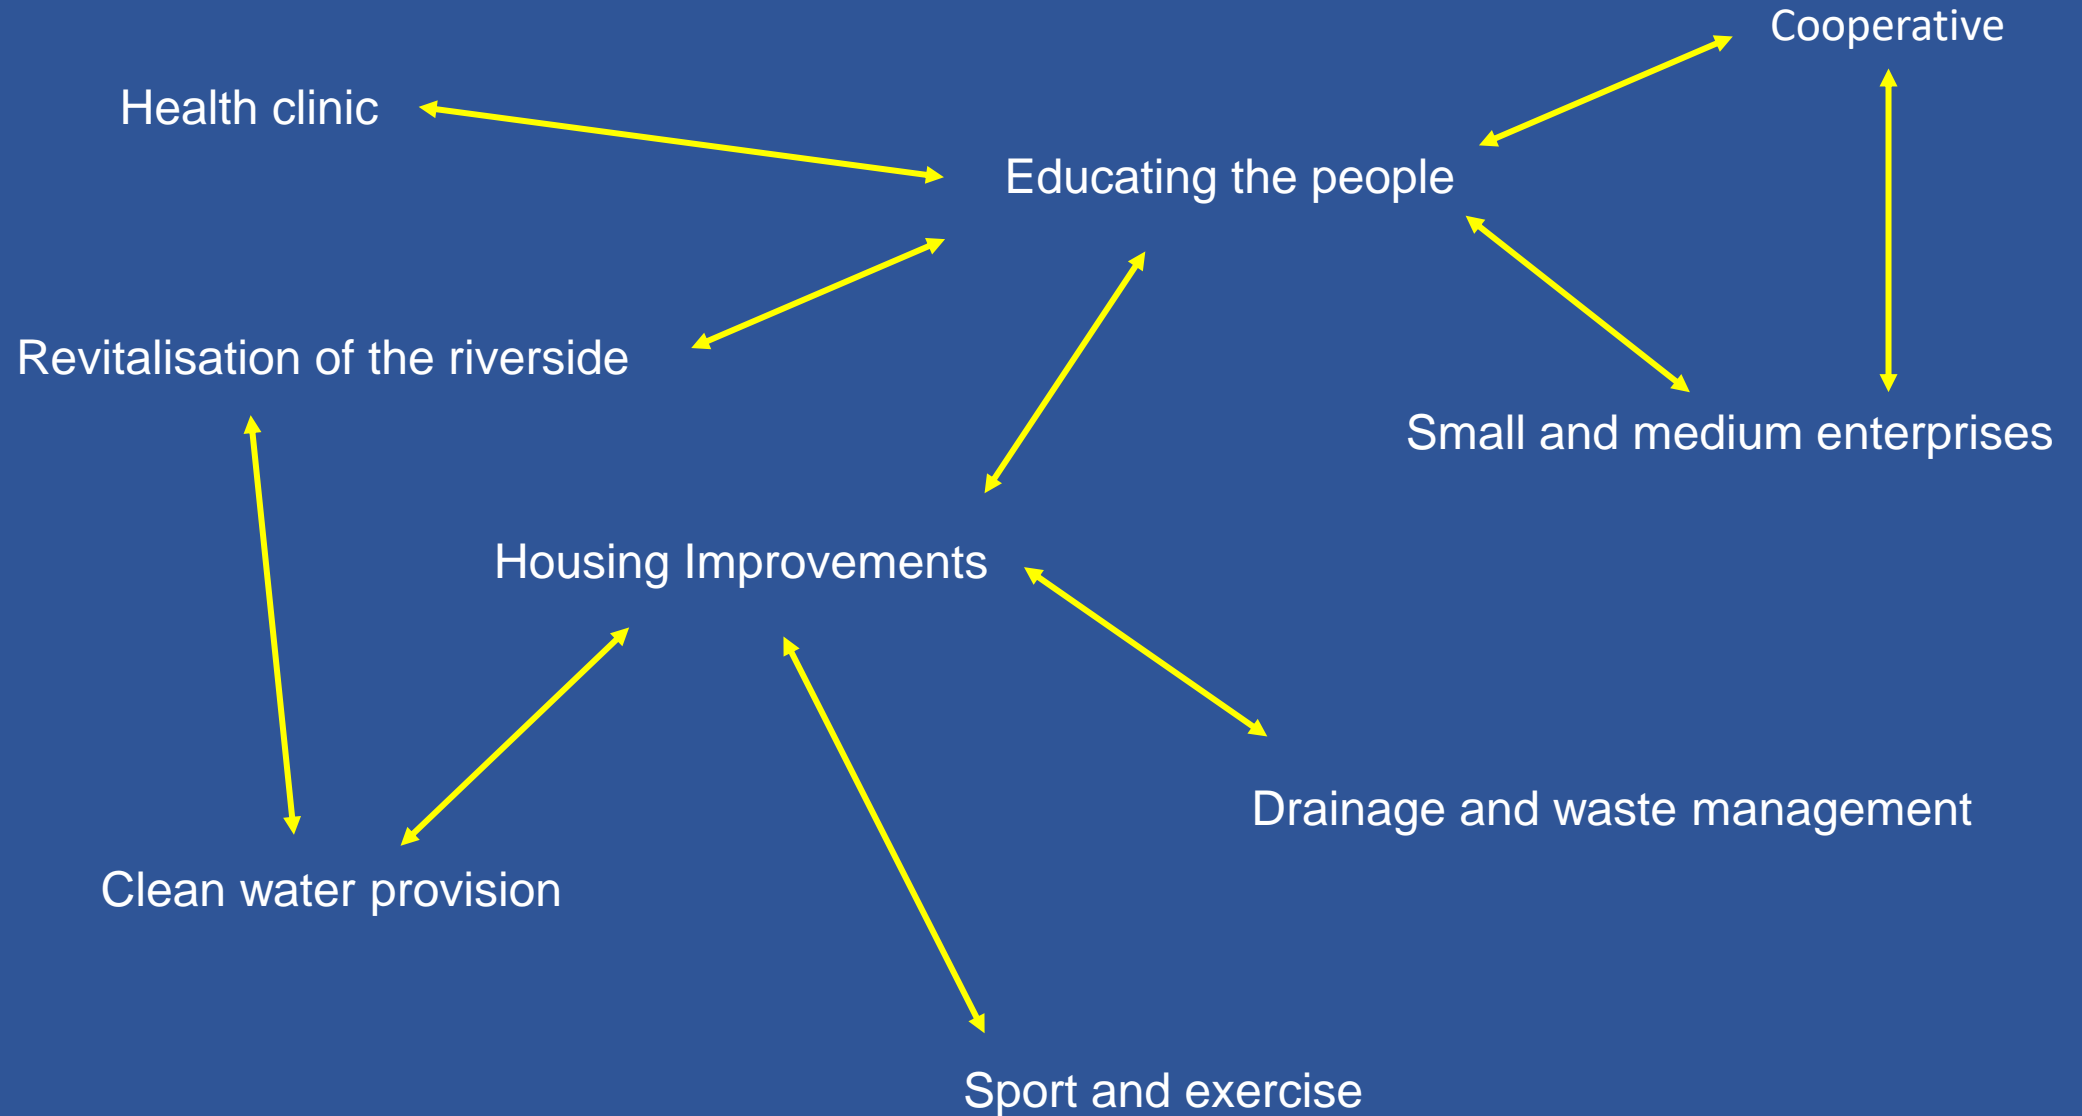 Cooperative
Health clinic
Educating the people
Revitalisation of the riverside
Small and medium enterprises
Housing Improvements
Drainage and waste management
Clean water provision
Sport and exercise